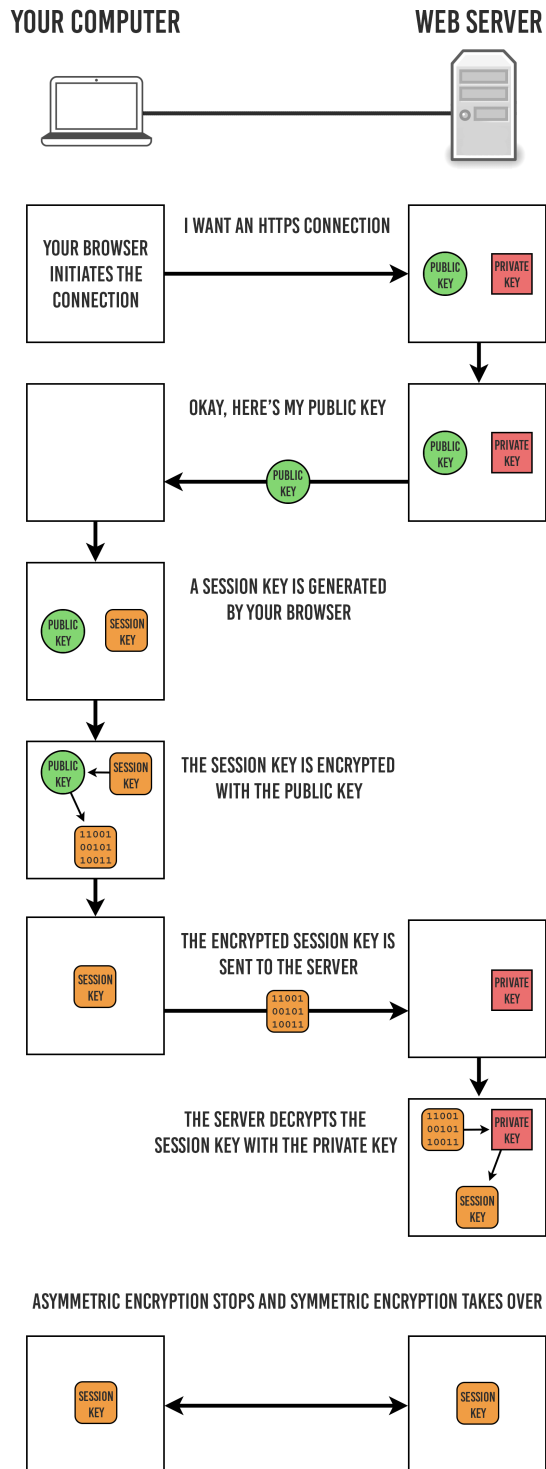 YOUR COMPUTER
WEB SERVER
YOUR BROWSER
INITIATES THE
CONNECTION
I WANT AN HTTPS CONNECTION
PUBLIC
KEY
PRIVATE
KEY
OKAY, HERE'S MY PUBLIC KEY
PUBLIC
KEY
PUBLIC
KEY
PRIVATE
KEY
A SESSION KEY IS GENERATED
BY YOUR BROWSER
PUBLIC
KEY
SESSION
KEY
THE SESSION KEY IS ENCRYPTED
WITH THE PUBLIC KEY
PUBLIC
KEY
SESSION
KEY
11001
00101
10011
THE ENCRYPTED SESSION KEY IS
SENT TO THE SERVER
SESSION
KEY
11001
00101
10011
PRIVATE
KEY
THE SERVER DECRYPTS THE
SESSION KEY WITH THE PRIVATE KEY
11001
00101
10011
PRIVATE
KEY
SESSION
KEY
ASYMMETRIC ENCRYPTION STOPS AND SYMMETRIC ENCRYPTION TAKES OVER
SESSION
KEY
SESSION
KEY